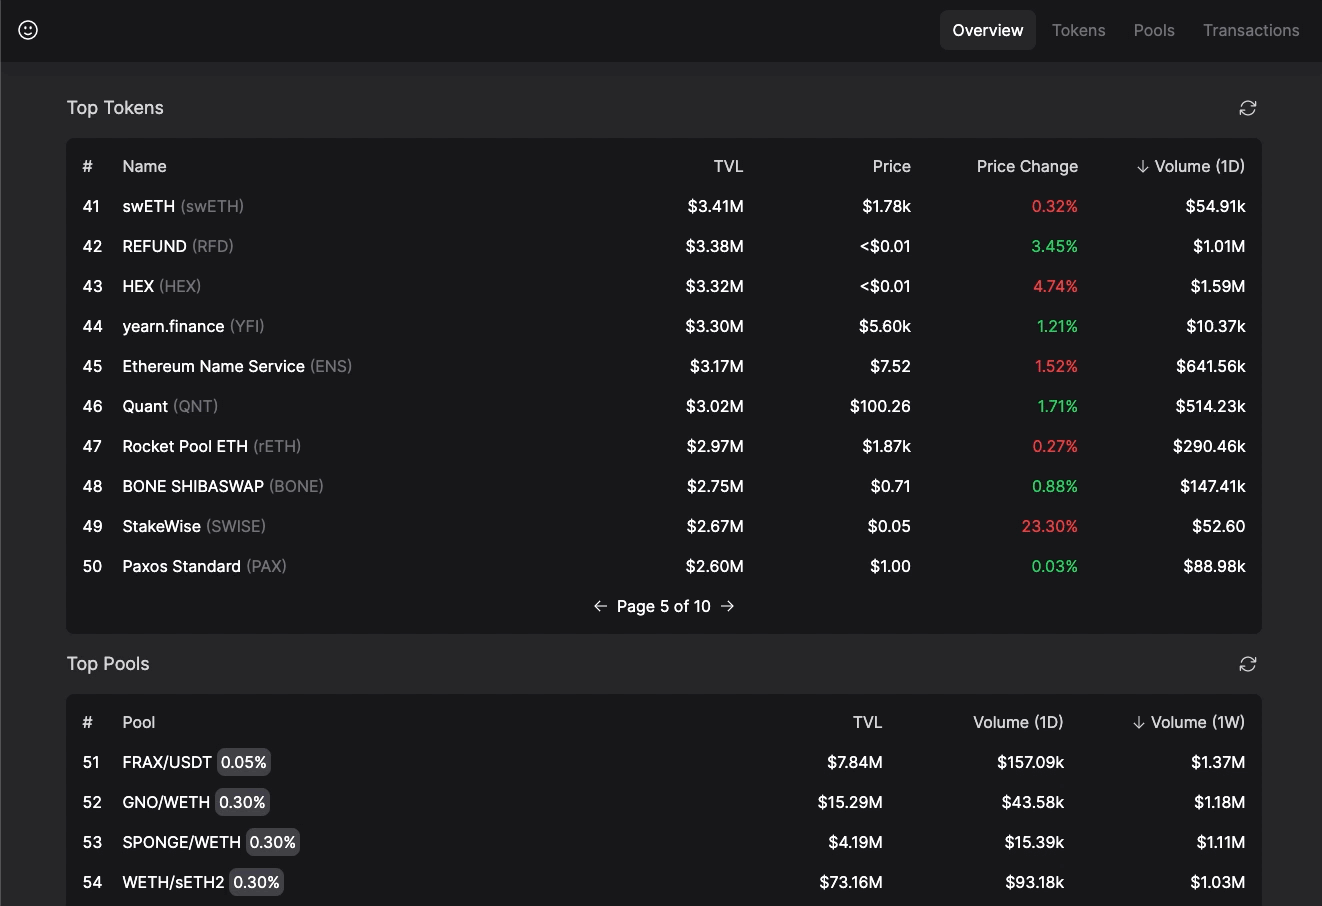 Overview Tokens Pools Transactions
Top Tokens
# Name TVL Price Price Change ↓ Volume (1D)
41 swETH (swETH) $3.41M $1.78k 0.32% $54.91k
42 REFUND (RFD) $3.38M <$0.01 3.45% $1.01M
43 HEX (HEX) $3.32M <$0.01 4.74% $1.59M
44 yearn.finance (YFI) $3.30M $5.60k 1.21% $10.37k
45 Ethereum Name Service (ENS) $3.17M $7.52 1.52% $641.56k
46 Quant (QNT) $3.02M $100.26 1.71% $514.23k
47 Rocket Pool ETH (rETH) $2.97M $1.87k 0.27% $290.46k
48 BONE SHIBASWAP (BONE) $2.75M $0.71 0.88% $147.41k
49 StakeWise (SWISE) $2.67M $0.05 23.30% $52.60
50 Paxos Standard (PAX) $2.60M $1.00 0.03% $88.98k
← Page 5 of 10 →
Top Pools
# Pool TVL Volume (1D) ↓ Volume (1W)
51 FRAX/USDT 0.05% $7.84M $157.09k $1.37M
52 GNO/WETH 0.30% $15.29M $43.58k $1.18M
53 SPONGE/WETH 0.30% $4.19M $15.39k $1.11M
54 WETH/sETH2 0.30% $73.16M $93.18k $1.03M